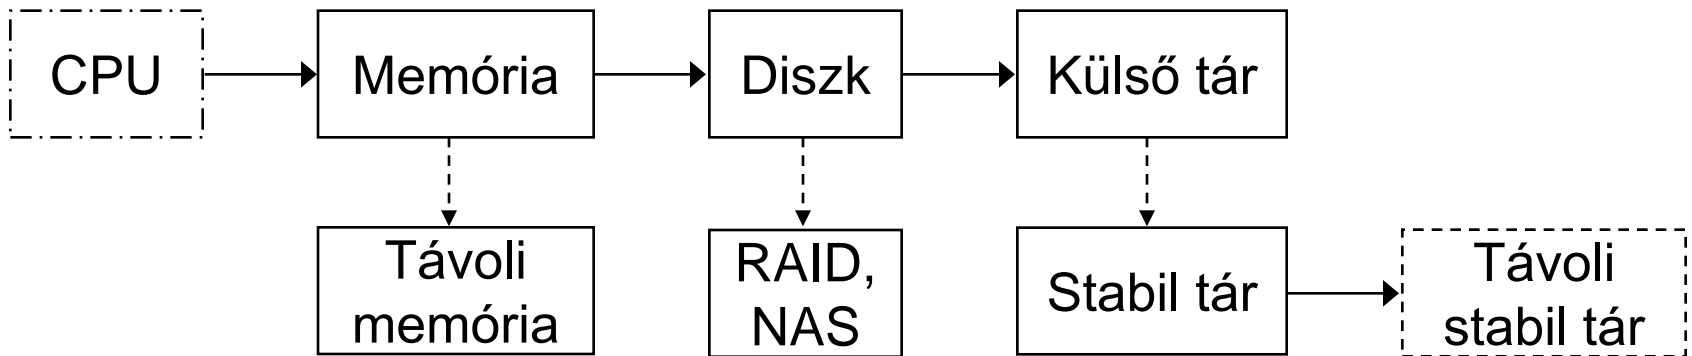 CPU
Memória
Diszk
Külső tár
Távoli
memória
RAID,
NAS
Stabil tár
Távoli
stabil tár